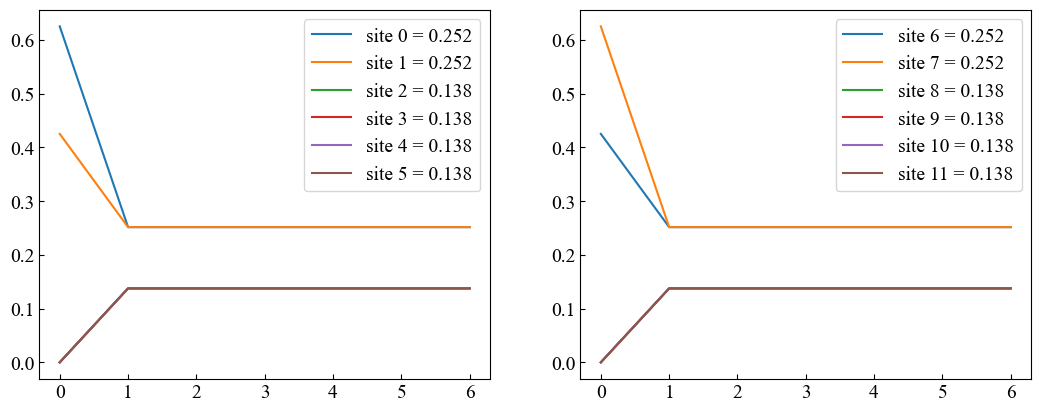 0.6
0.5
0.4
0.3
0.2
0.1
0.0
0 1 2 3 4 5 6
site 0 = 0.252
site 1 = 0.252
site 2 = 0.138
site 3 = 0.138
site 4 = 0.138
site 5 = 0.138
0.6
0.5
0.4
0.3
0.2
0.1
0.0
0 1 2 3 4 5 6
site 6 = 0.252
site 7 = 0.252
site 8 = 0.138
site 9 = 0.138
site 10 = 0.138
site 11 = 0.138